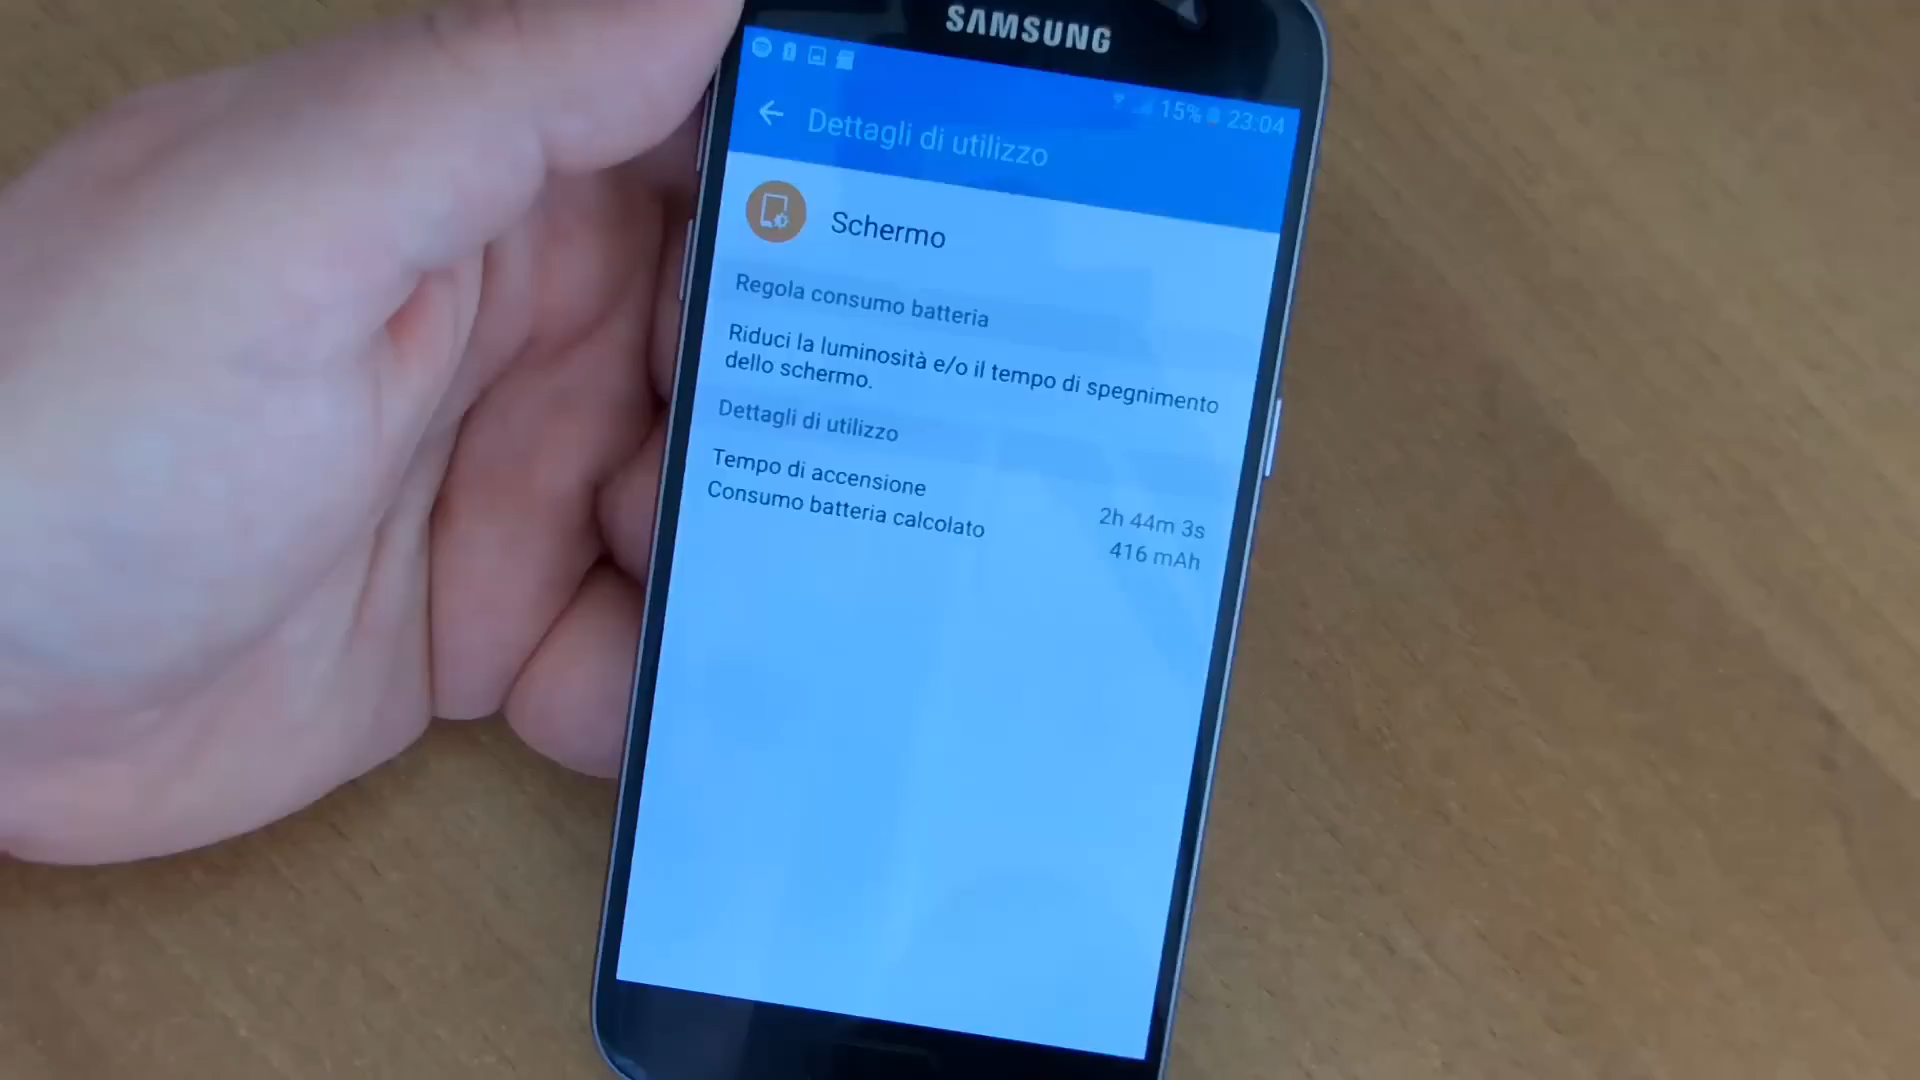 SAMSUNG
15% 23:04
Dettagli di utilizzo
Schermo
Regola consumo batteria
Riduci la luminosità e/o il tempo di spegnimento
dello schermo.
Dettagli di utilizzo
Tempo di accensione 2h 44m 3s
Consumo batteria calcolato 416 mAh